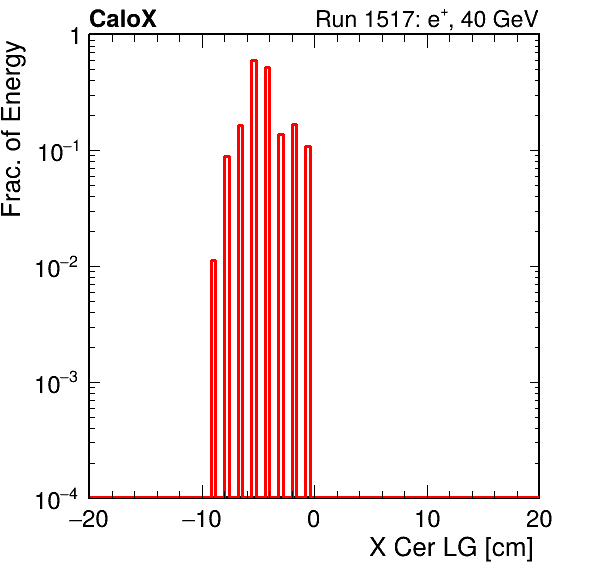 CaloX Run 1517: e⁺, 40 GeV
Frac. of Energy
1
10⁻¹
10⁻²
10⁻³
10⁻⁴
−20 −10 0 10 20
X Cer LG [cm]